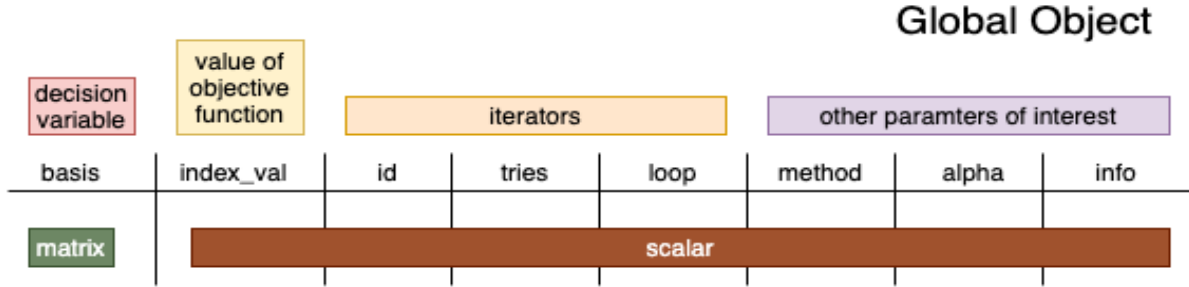 Global Object
decision
variable
value of
objective
function
iterators
other paramters of interest
basis
index_val
id
tries
loop
method
alpha
info
matrix
scalar